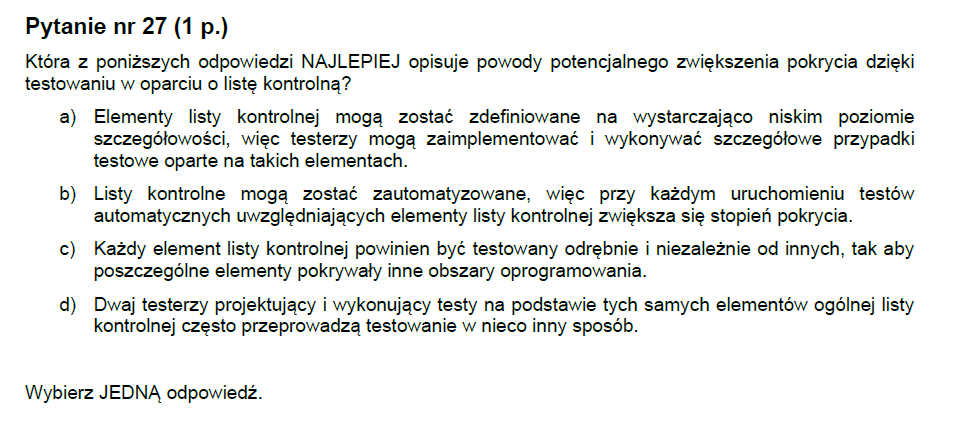 Pytanie nr 27 (1 p.)
Która z poniższych odpowiedzi NAJLEPIEJ opisuje powody potencjalnego zwiększenia pokrycia dzięki
testowaniu w oparciu o listę kontrolną?
a) Elementy listy kontrolnej mogą zostać zdefiniowane na wystarczająco niskim poziomie
szczegółowości, więc testerzy mogą zaimplementować i wykonywać szczegółowe przypadki
testowe oparte na takich elementach.
b) Listy kontrolne mogą zostać zautomatyzowane, więc przy każdym uruchomieniu testów
automatycznych uwzględniających elementy listy kontrolnej zwiększa się stopień pokrycia.
c) Każdy element listy kontrolnej powinien być testowany odrębnie i niezależnie od innych, tak aby
poszczególne elementy pokrywały inne obszary oprogramowania.
d) Dwaj testerzy projektujący i wykonujący testy na podstawie tych samych elementów ogólnej listy
kontrolnej często przeprowadzą testowanie w nieco inny sposób.
Wybierz JEDNĄ odpowiedź.